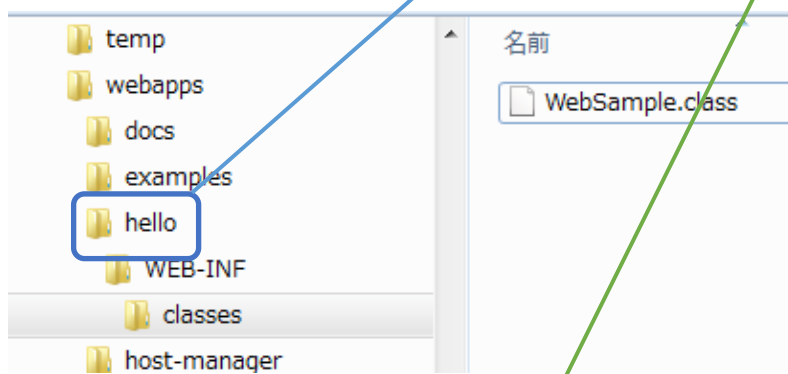 temp
webapps
docs
examples
hello
WEB-INF
classes
host-manager
名前
WebSample.class